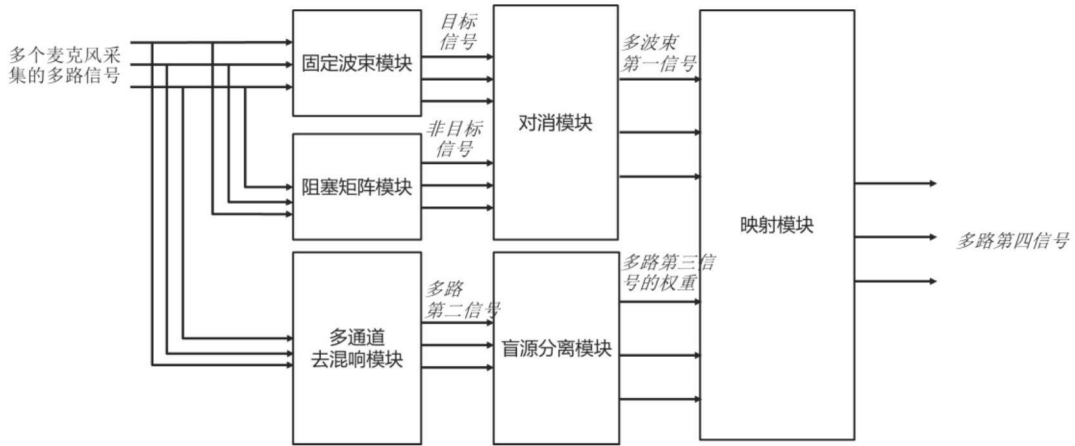 多个麦克风采
集的多路信号
固定波束模块
目标
信号
阻塞矩阵模块
非目标
信号
对消模块
多波束
第一信号
多通道
去混响模块
多路
第二信号
盲源分离模块
多路第三信
号的权重
映射模块
多路第四信号